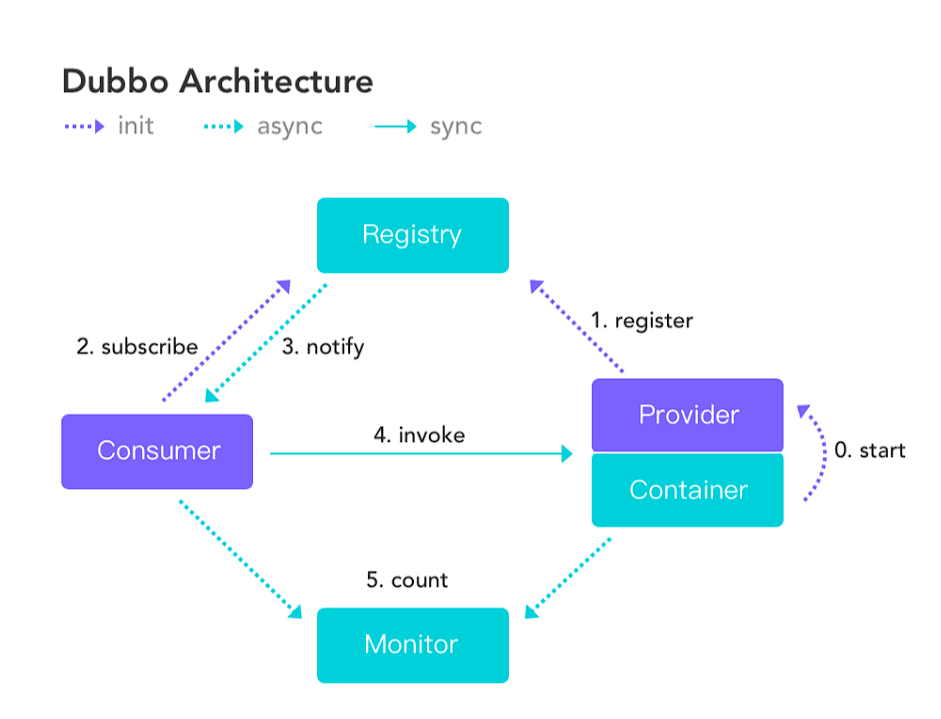 Dubbo Architecture
init async sync
Registry
1. register
2. subscribe 3. notify
Provider
4. invoke
Consumer
0. start
Container
5. count
Monitor